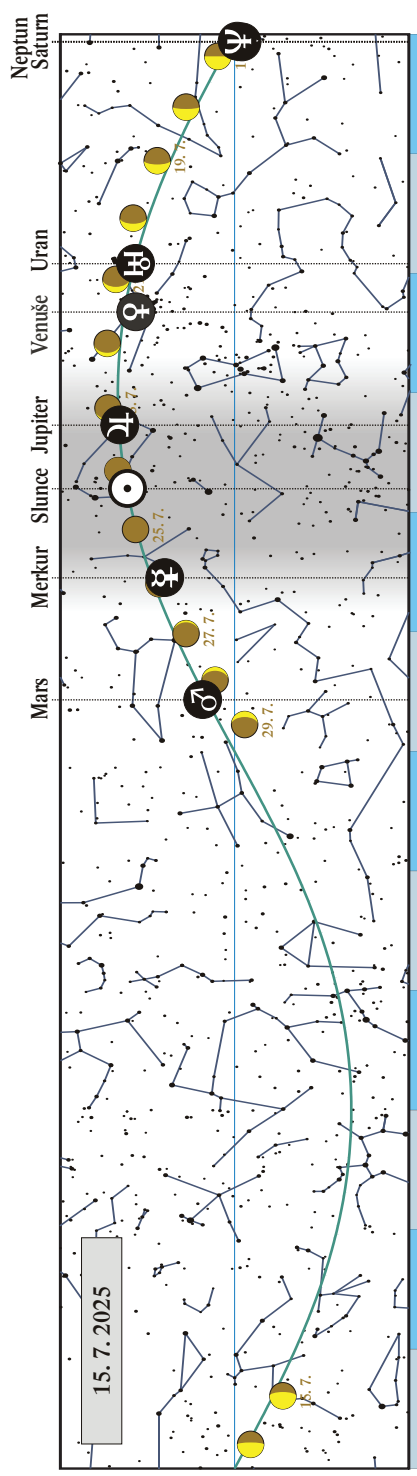 Neptun
Mars Merkur Slunce Jupiter Venuše Uran Saturn
15. 7. 2025
15. 7.
29. 7.
27. 7.
25. 7.
19. 7.